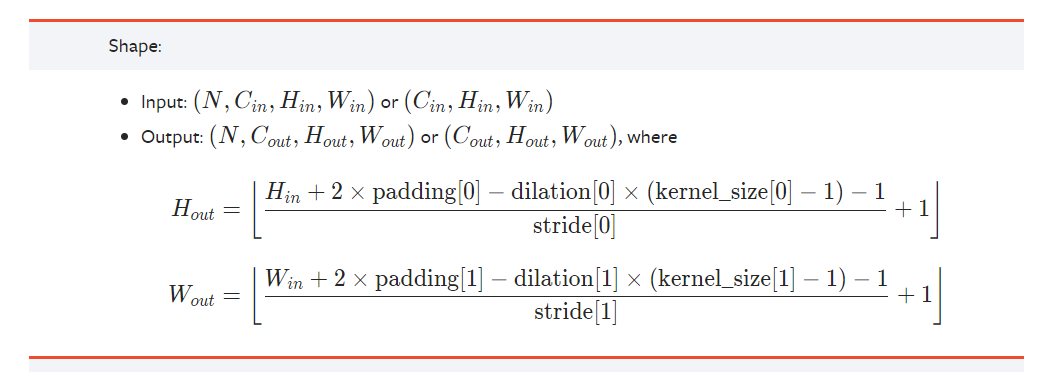 Shape:
• Input: (N, C_in, H_in, W_in) or (C_in, H_in, W_in)
• Output: (N, C_out, H_out, W_out) or (C_out, H_out, W_out), where
H_out = ⌊(H_in + 2 × padding[0] − dilation[0] × (kernel_size[0] − 1) − 1) / stride[0] + 1⌋
W_out = ⌊(W_in + 2 × padding[1] − dilation[1] × (kernel_size[1] − 1) − 1) / stride[1] + 1⌋